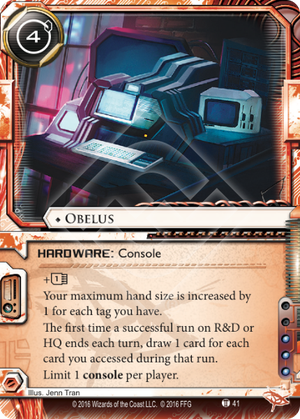 4
♦ OBELUS
HARDWARE: Console
+1
Your maximum hand size is increased by
1 for each tag you have.
The first time a successful run on R&D or
HQ ends each turn, draw 1 card for each
card you accessed during that run.
Limit 1 console per player.
Illus. Jenn Tran
©2016 Wizards of the Coast LLC. © 2016 FFG
41